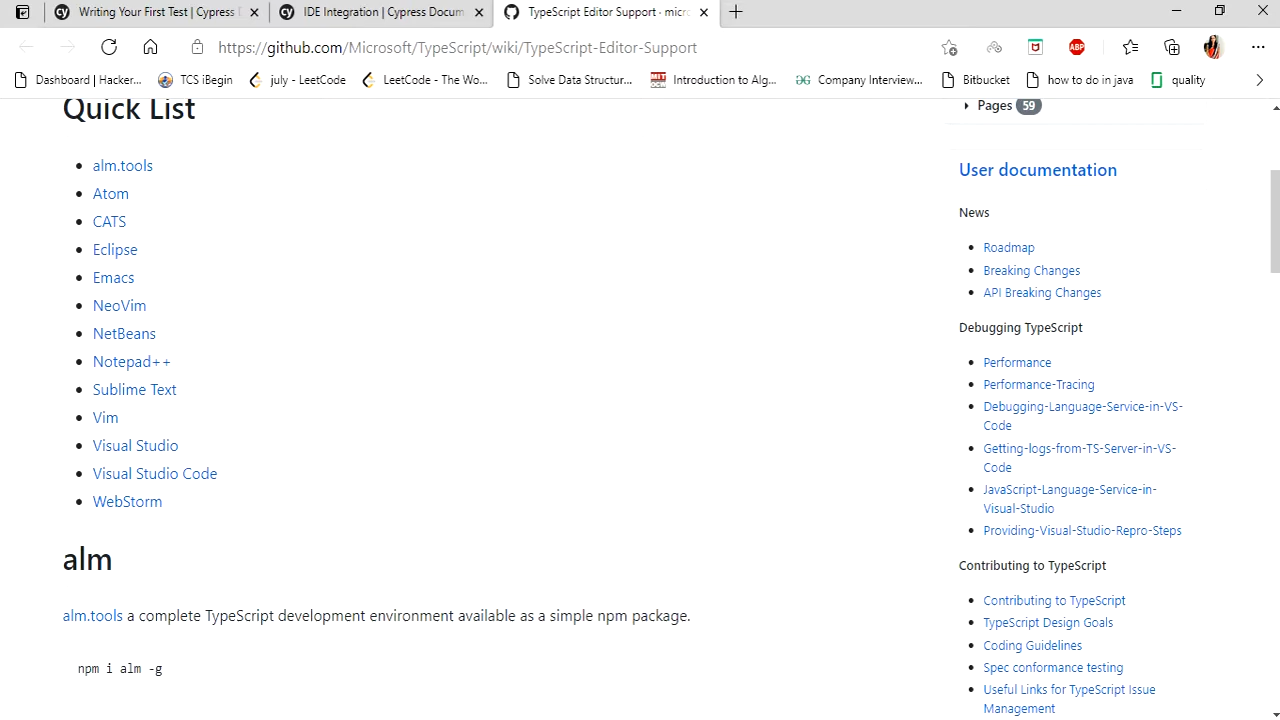 Writing Your First Test | Cypress D
IDE Integration | Cypress Docum
TypeScript Editor Support · micro
https://github.com/Microsoft/TypeScript/wiki/TypeScript-Editor-Support
ABP
Dashboard | Hacker...
TCS iBegin
july - LeetCode
LeetCode - The Wo...
Solve Data Structur...
Introduction to Alg...
Company Interview...
Bitbucket
how to do in java
quality
Quick List
alm.tools
Atom
CATS
Eclipse
Emacs
NeoVim
NetBeans
Notepad++
Sublime Text
Vim
Visual Studio
Visual Studio Code
WebStorm
alm
alm.tools a complete TypeScript development environment available as a simple npm package.
npm i alm -g
Pages 59
User documentation
News
Roadmap
Breaking Changes
API Breaking Changes
Debugging TypeScript
Performance
Performance-Tracing
Debugging-Language-Service-in-VS-
Code
Getting-logs-from-TS-Server-in-VS-
Code
JavaScript-Language-Service-in-
Visual-Studio
Providing-Visual-Studio-Repro-Steps
Contributing to TypeScript
Contributing to TypeScript
TypeScript Design Goals
Coding Guidelines
Spec conformance testing
Useful Links for TypeScript Issue
Management